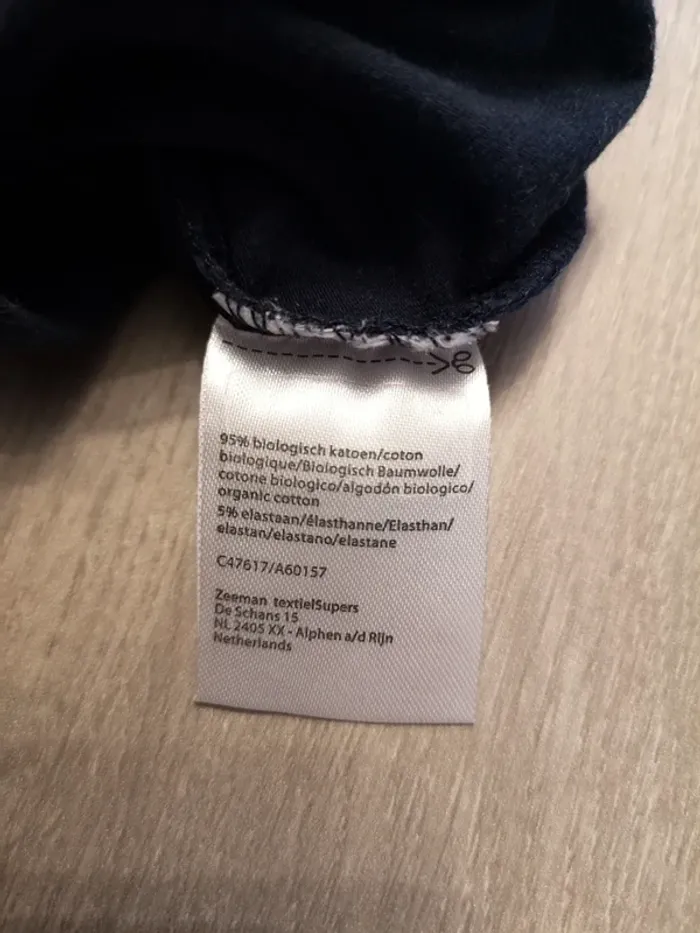 95% biologisch katoen/coton
biologique/Biologisch Baumwolle/
cotone biologico/algodón biologico/
organic cotton
5% elastaan/élasthanne/Elasthan/
elastan/elastano/elastane
C47617/A60157
Zeeman textielSupers
De Schans 15
NL 2405 XX - Alphen a/d Rijn
Netherlands